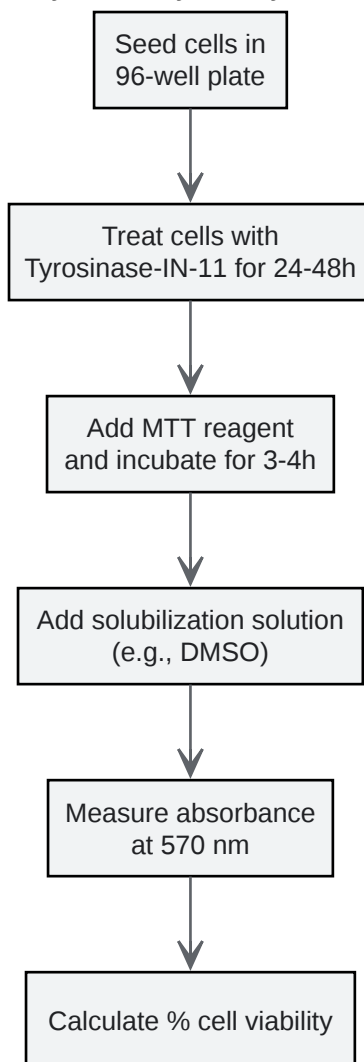 Seed cells in
96-well plate
Treat cells with
Tyrosinase-IN-11 for 24-48h
Add MTT reagent
and incubate for 3-4h
Add solubilization solution
(e.g., DMSO)
Measure absorbance
at 570 nm
Calculate % cell viability